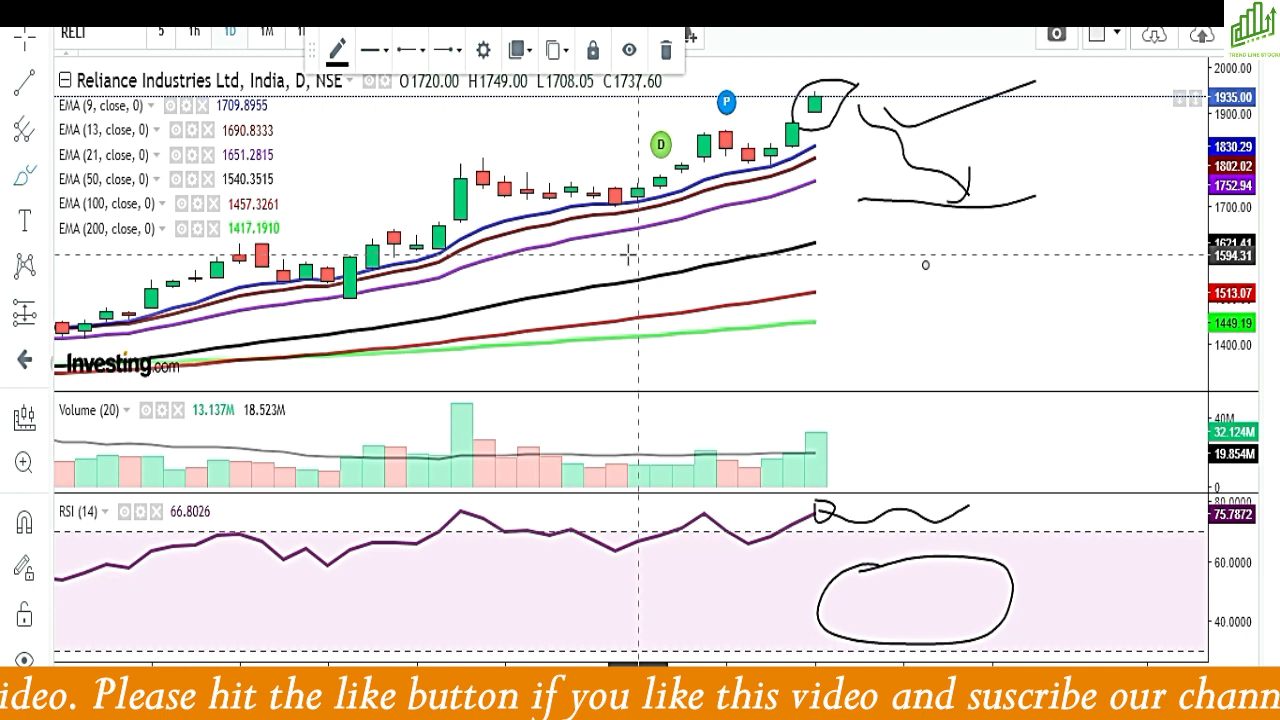 RELI 5 1h 1D 1M
Reliance Industries Ltd, India, D, NSE O1720.00 H1749.00 L1708.05 C1737.60
EMA (9, close, 0) 1709.8955
EMA (13, close, 0) 1690.8333
EMA (21, close, 0) 1651.2815
EMA (50, close, 0) 1540.3515
EMA (100, close, 0) 1457.3261
EMA (200, close, 0) 1417.1910
P
D
2000.00
1935.00
1900.00
1830.29
1802.02
1752.94
1700.00
1594.31
1513.07
1449.19
1400.00
Investing.com
Volume (20) 13.137M 18.523M
40M
32.124M
19.854M
0
RSI (14) 66.8026
80.0000
75.7872
60.0000
40.0000
TREND LINE STOCKS
ideo. Please hit the like button if you like this video and suscribe our chann